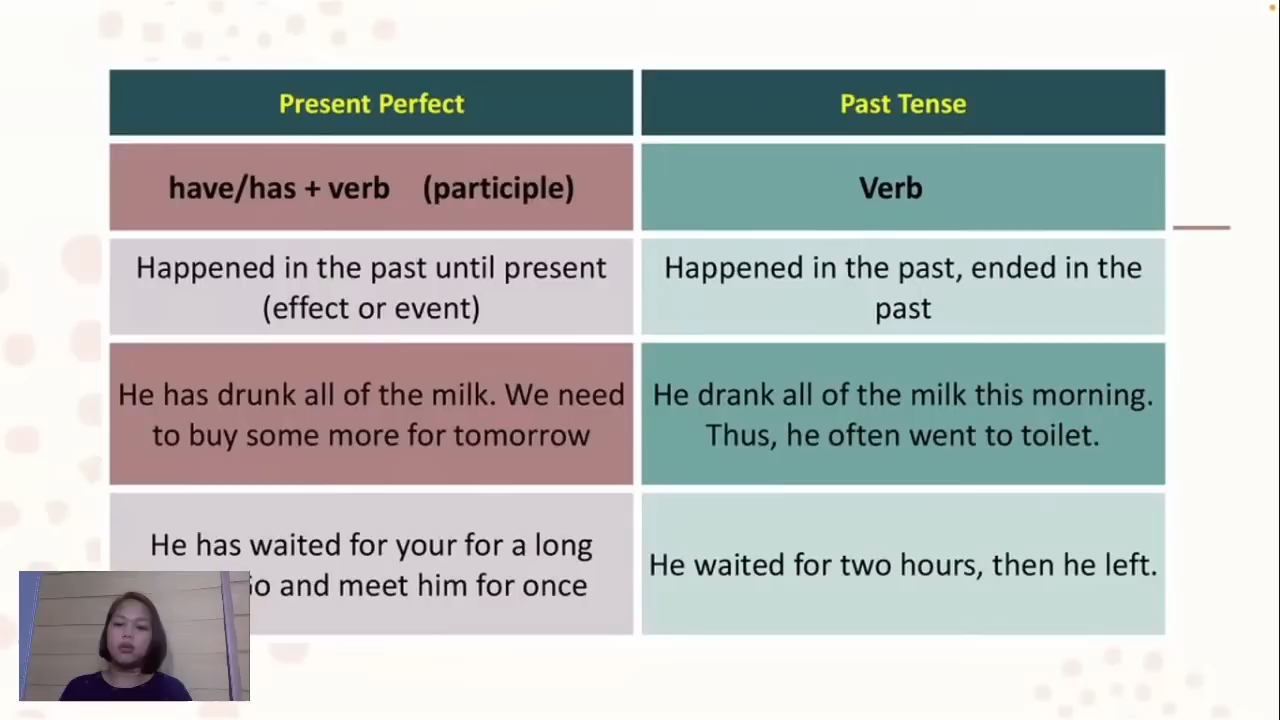 Present Perfect
Past Tense
have/has + verb (participle)
Verb
Happened in the past until present
(effect or event)
Happened in the past, ended in the
past
He has drunk all of the milk. We need
to buy some more for tomorrow
He drank all of the milk this morning.
Thus, he often went to toilet.
He has waited for your for a long
and meet him for once
He waited for two hours, then he left.